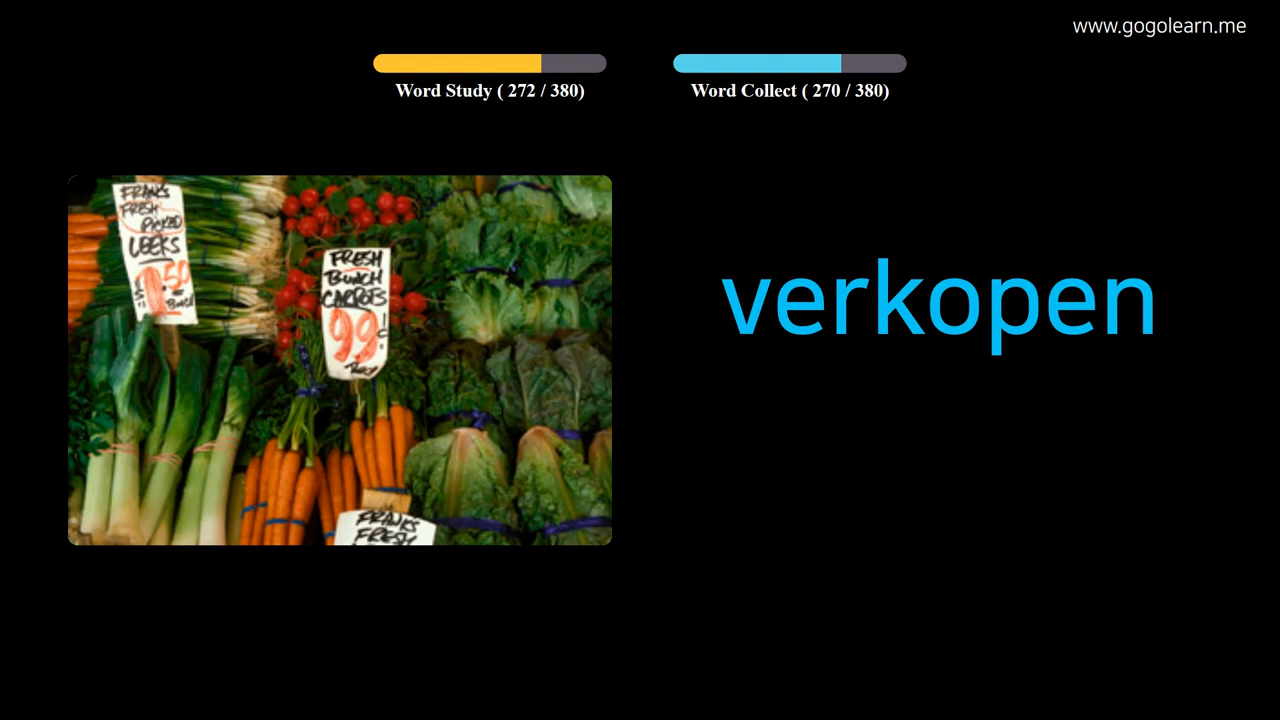 www.gogolearn.me
Word Study ( 272 / 380)
Word Collect ( 270 / 380)
FRANK'S
FRESH
PICKED
LEEKS
50
FRESH
BUNCH
CARROTS
99
verkopen
FRANK'S
FRESH